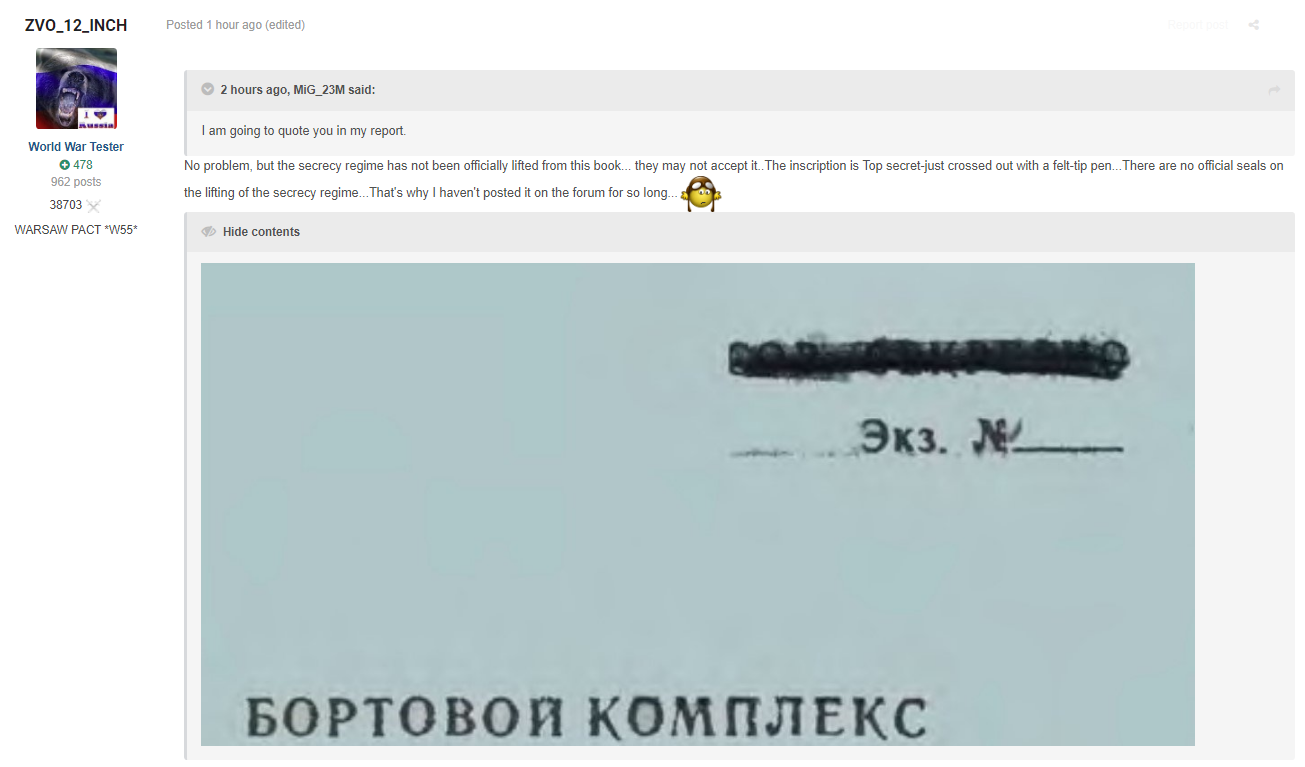 ZVO_12_INCH
Posted 1 hour ago (edited)
Report post
I ❤ Russia
World War Tester
478
962 posts
38703
WARSAW PACT *W55*
2 hours ago, MiG_23M said:
I am going to quote you in my report.
No problem, but the secrecy regime has not been officially lifted from this book... they may not accept it..The inscription is Top secret-just crossed out with a felt-tip pen...There are no official seals on
the lifting of the secrecy regime...That's why I haven't posted it on the forum for so long...
Hide contents
Экз. №
БОРТОВОЙ КОМПЛЕКС